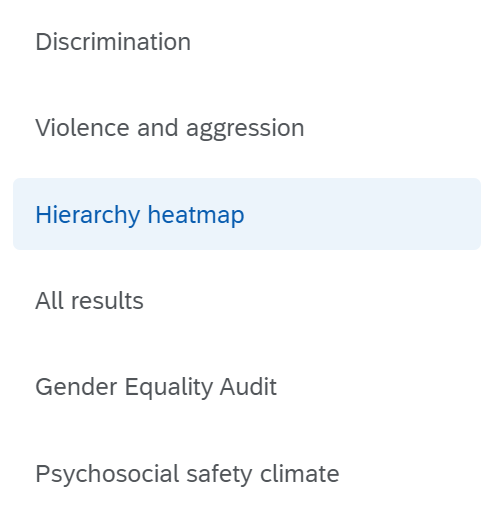 Discrimination
Violence and aggression
Hierarchy heatmap
All results
Gender Equality Audit
Psychosocial safety climate